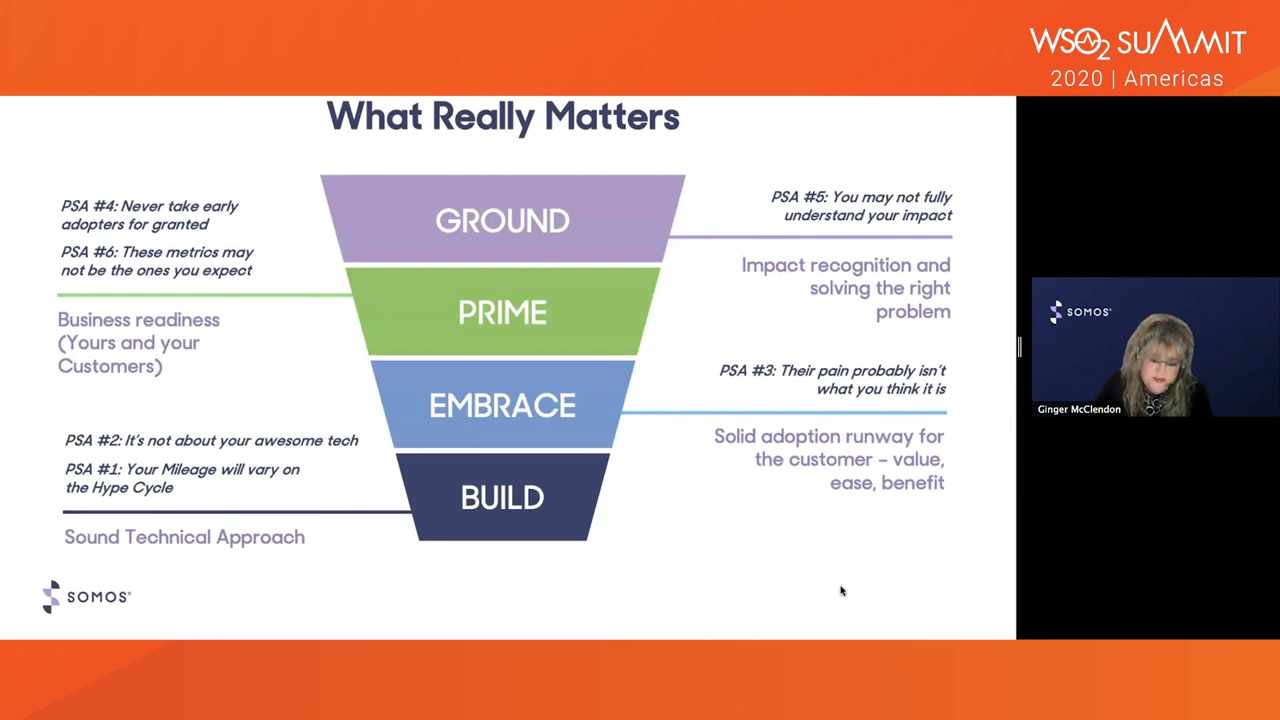 WSO2 SUMMIT
2020 | Americas
What Really Matters
PSA #4: Never take early
adopters for granted
PSA #6: These metrics may
not be the ones you expect
Business readiness
(Yours and your
Customers)
PSA #2: It's not about your awesome tech
PSA #1: Your Mileage will vary on
the Hype Cycle
Sound Technical Approach
GROUND
PRIME
EMBRACE
BUILD
PSA #5: You may not fully
understand your impact
Impact recognition and
solving the right
problem
PSA #3: Their pain probably isn't
what you think it is
Solid adoption runway for
the customer – value,
ease, benefit
SOMOS®
SOMOS®
Ginger McClendon